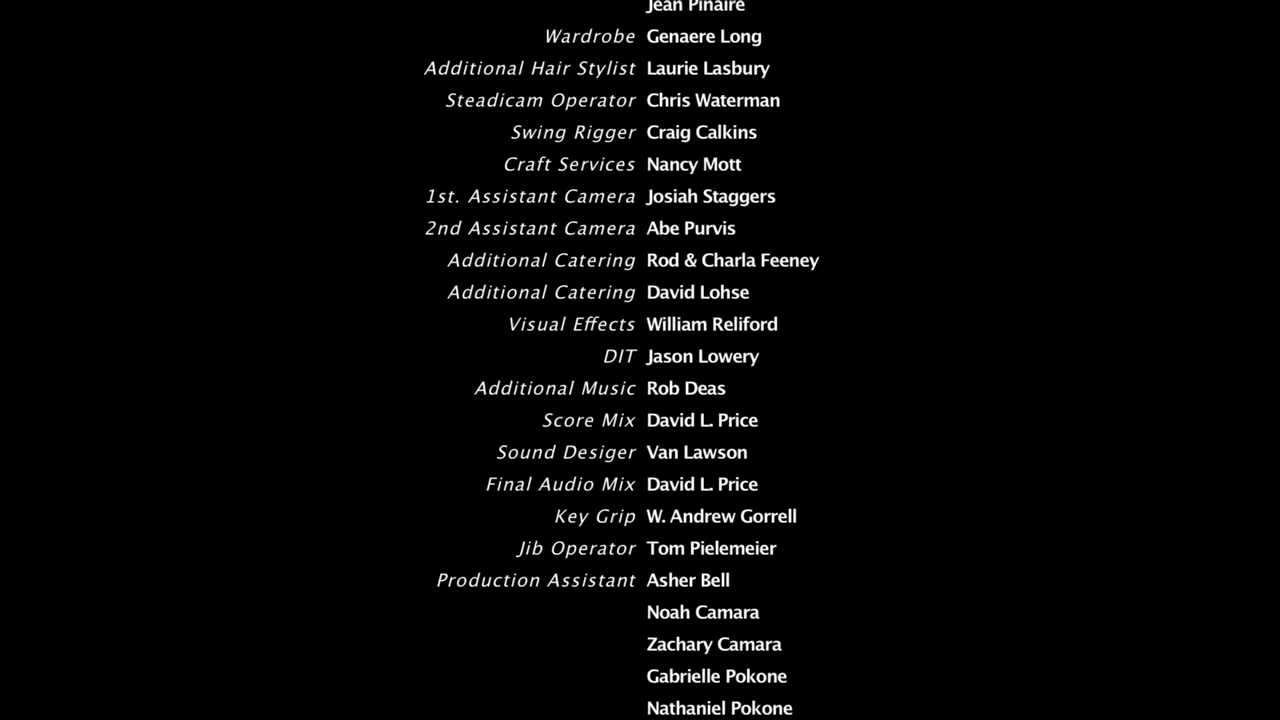 Jean Pinaire
Wardrobe Genaere Long
Additional Hair Stylist Laurie Lasbury
Steadicam Operator Chris Waterman
Swing Rigger Craig Calkins
Craft Services Nancy Mott
1st. Assistant Camera Josiah Staggers
2nd Assistant Camera Abe Purvis
Additional Catering Rod & Charla Feeney
Additional Catering David Lohse
Visual Effects William Reliford
DIT Jason Lowery
Additional Music Rob Deas
Score Mix David L. Price
Sound Desiger Van Lawson
Final Audio Mix David L. Price
Key Grip W. Andrew Gorrell
Jib Operator Tom Pielemeier
Production Assistant Asher Bell
Noah Camara
Zachary Camara
Gabrielle Pokone
Nathaniel Pokone